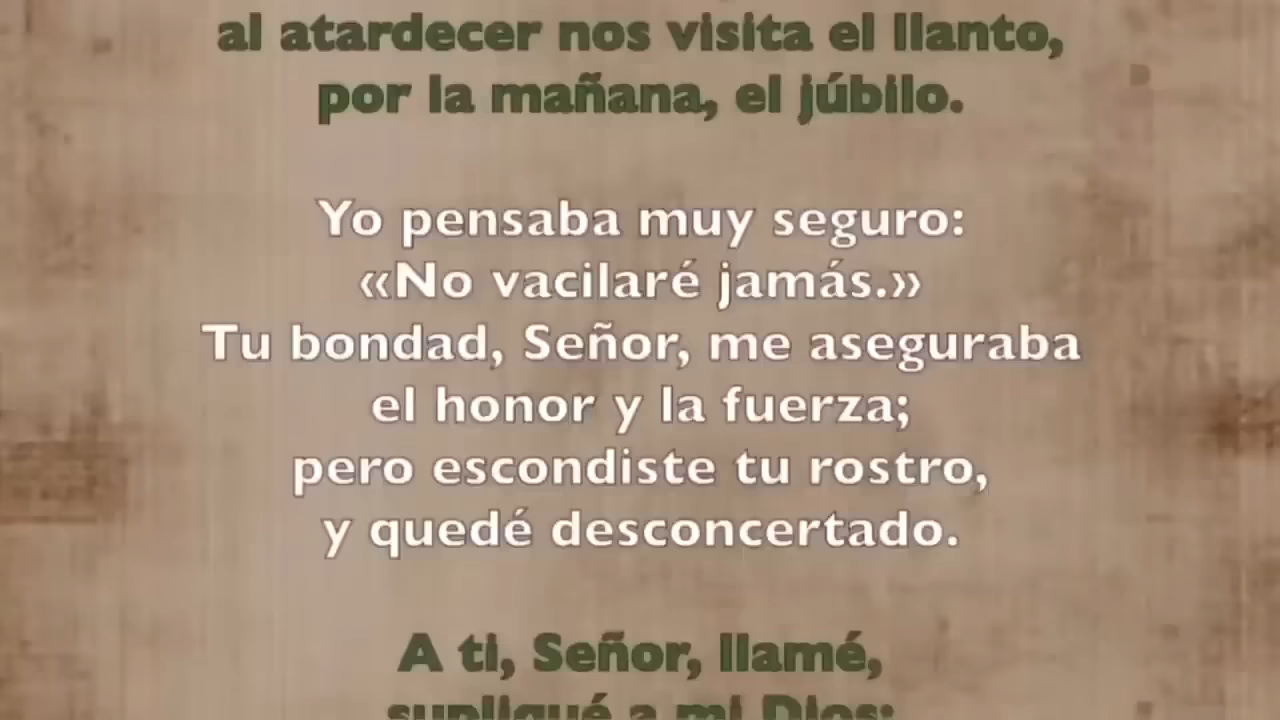 al atardecer nos visita el llanto,
por la mañana, el júbilo.
Yo pensaba muy seguro:
«No vacilaré jamás.»
Tu bondad, Señor, me aseguraba
el honor y la fuerza;
pero escondiste tu rostro,
y quedé desconcertado.
A ti, Señor, llamé,
supliqué a mi Dios: